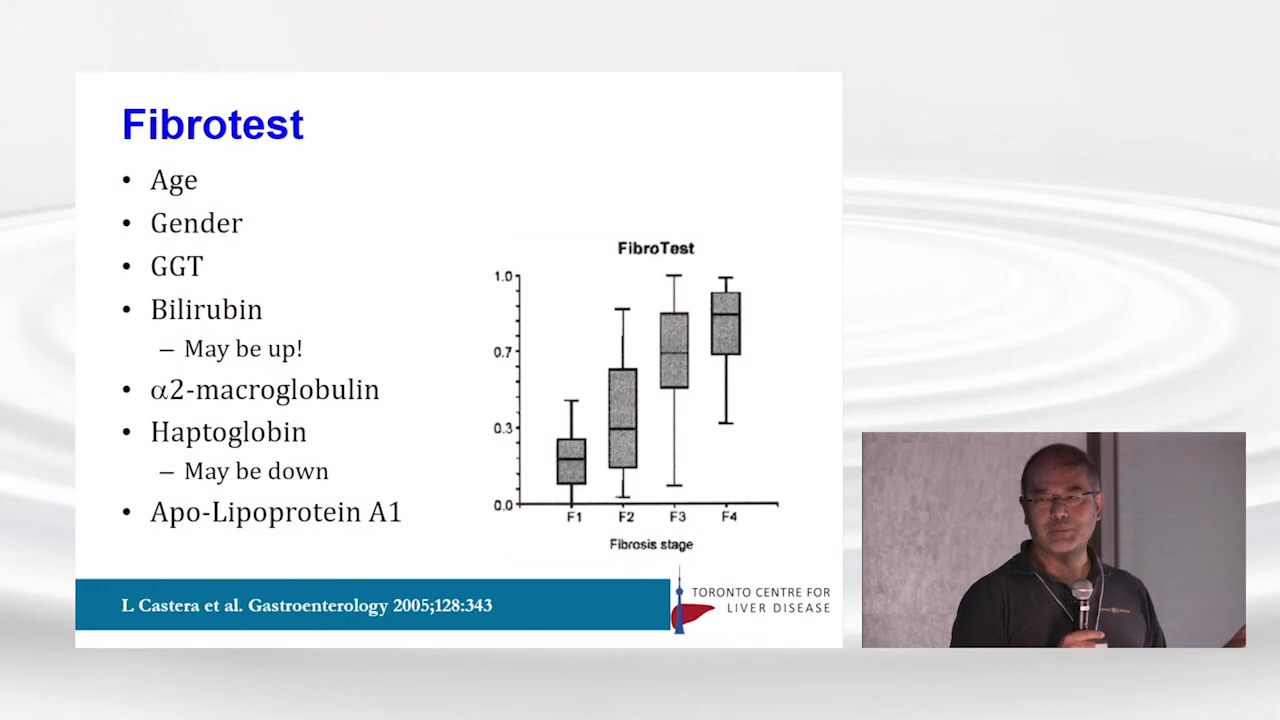 Fibrotest
• Age
• Gender
• GGT
• Bilirubin
– May be up!
• α2-macroglobulin
• Haptoglobin
– May be down
• Apo-Lipoprotein A1
FibroTest
1.0
0.7
0.3
0.0
F1 F2 F3 F4
Fibrosis stage
L Castera et al. Gastroenterology 2005;128:343
TORONTO CENTRE FOR
LIVER DISEASE